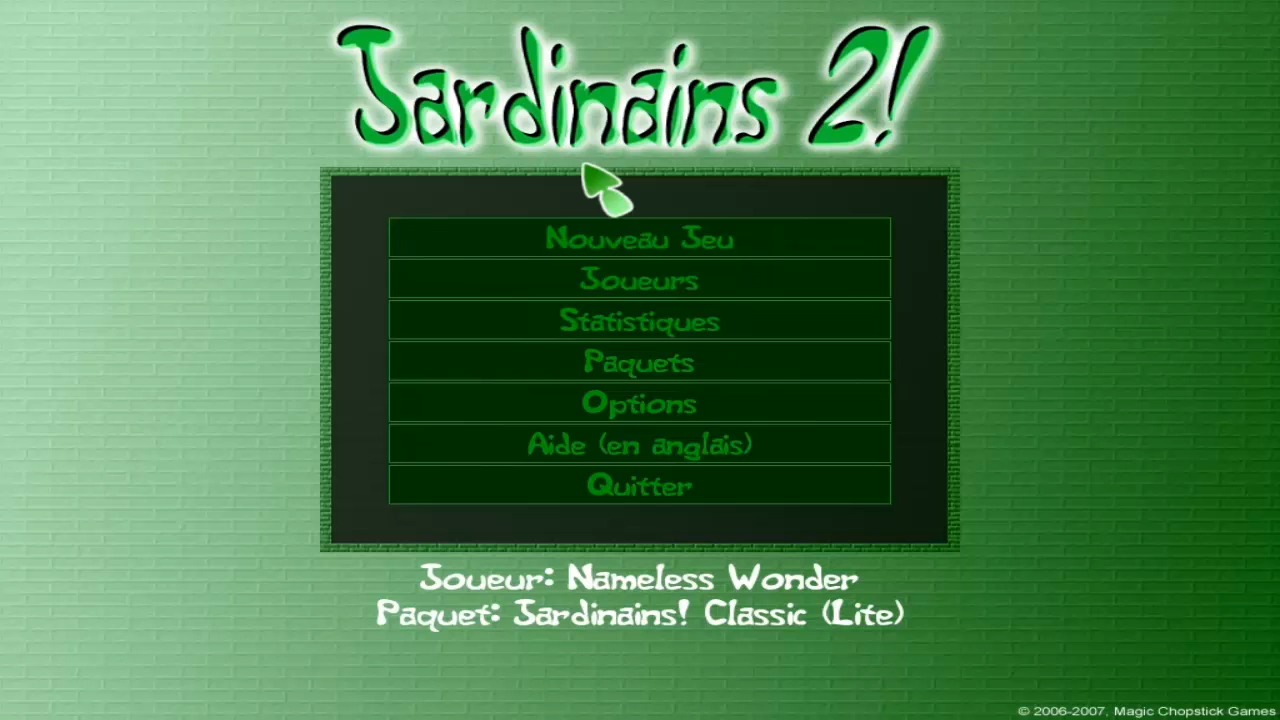 Jardinains 2!
Nouveau Jeu
Joueurs
Statistiques
Paquets
Options
Aide (en anglais)
Quitter
Joueur: Nameless Wonder
Paquet: Jardinains! Classic (Lite)
© 2006-2007, Magic Chopstick Games